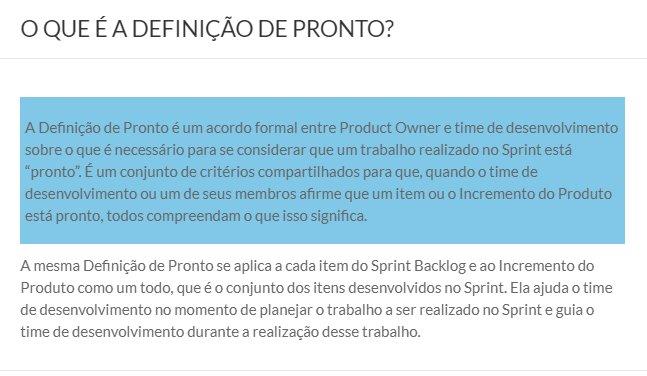 O QUE É A DEFINIÇÃO DE PRONTO?
A Definição de Pronto é um acordo formal entre Product Owner e time de desenvolvimento
sobre o que é necessário para se considerar que um trabalho realizado no Sprint está
“pronto”. É um conjunto de critérios compartilhados para que, quando o time de
desenvolvimento ou um de seus membros afirme que um item ou o Incremento do Produto
está pronto, todos compreendam o que isso significa.
A mesma Definição de Pronto se aplica a cada item do Sprint Backlog e ao Incremento do
Produto como um todo, que é o conjunto dos itens desenvolvidos no Sprint. Ela ajuda o time
de desenvolvimento no momento de planejar o trabalho a ser realizado no Sprint e guia o
time de desenvolvimento durante a realização desse trabalho.